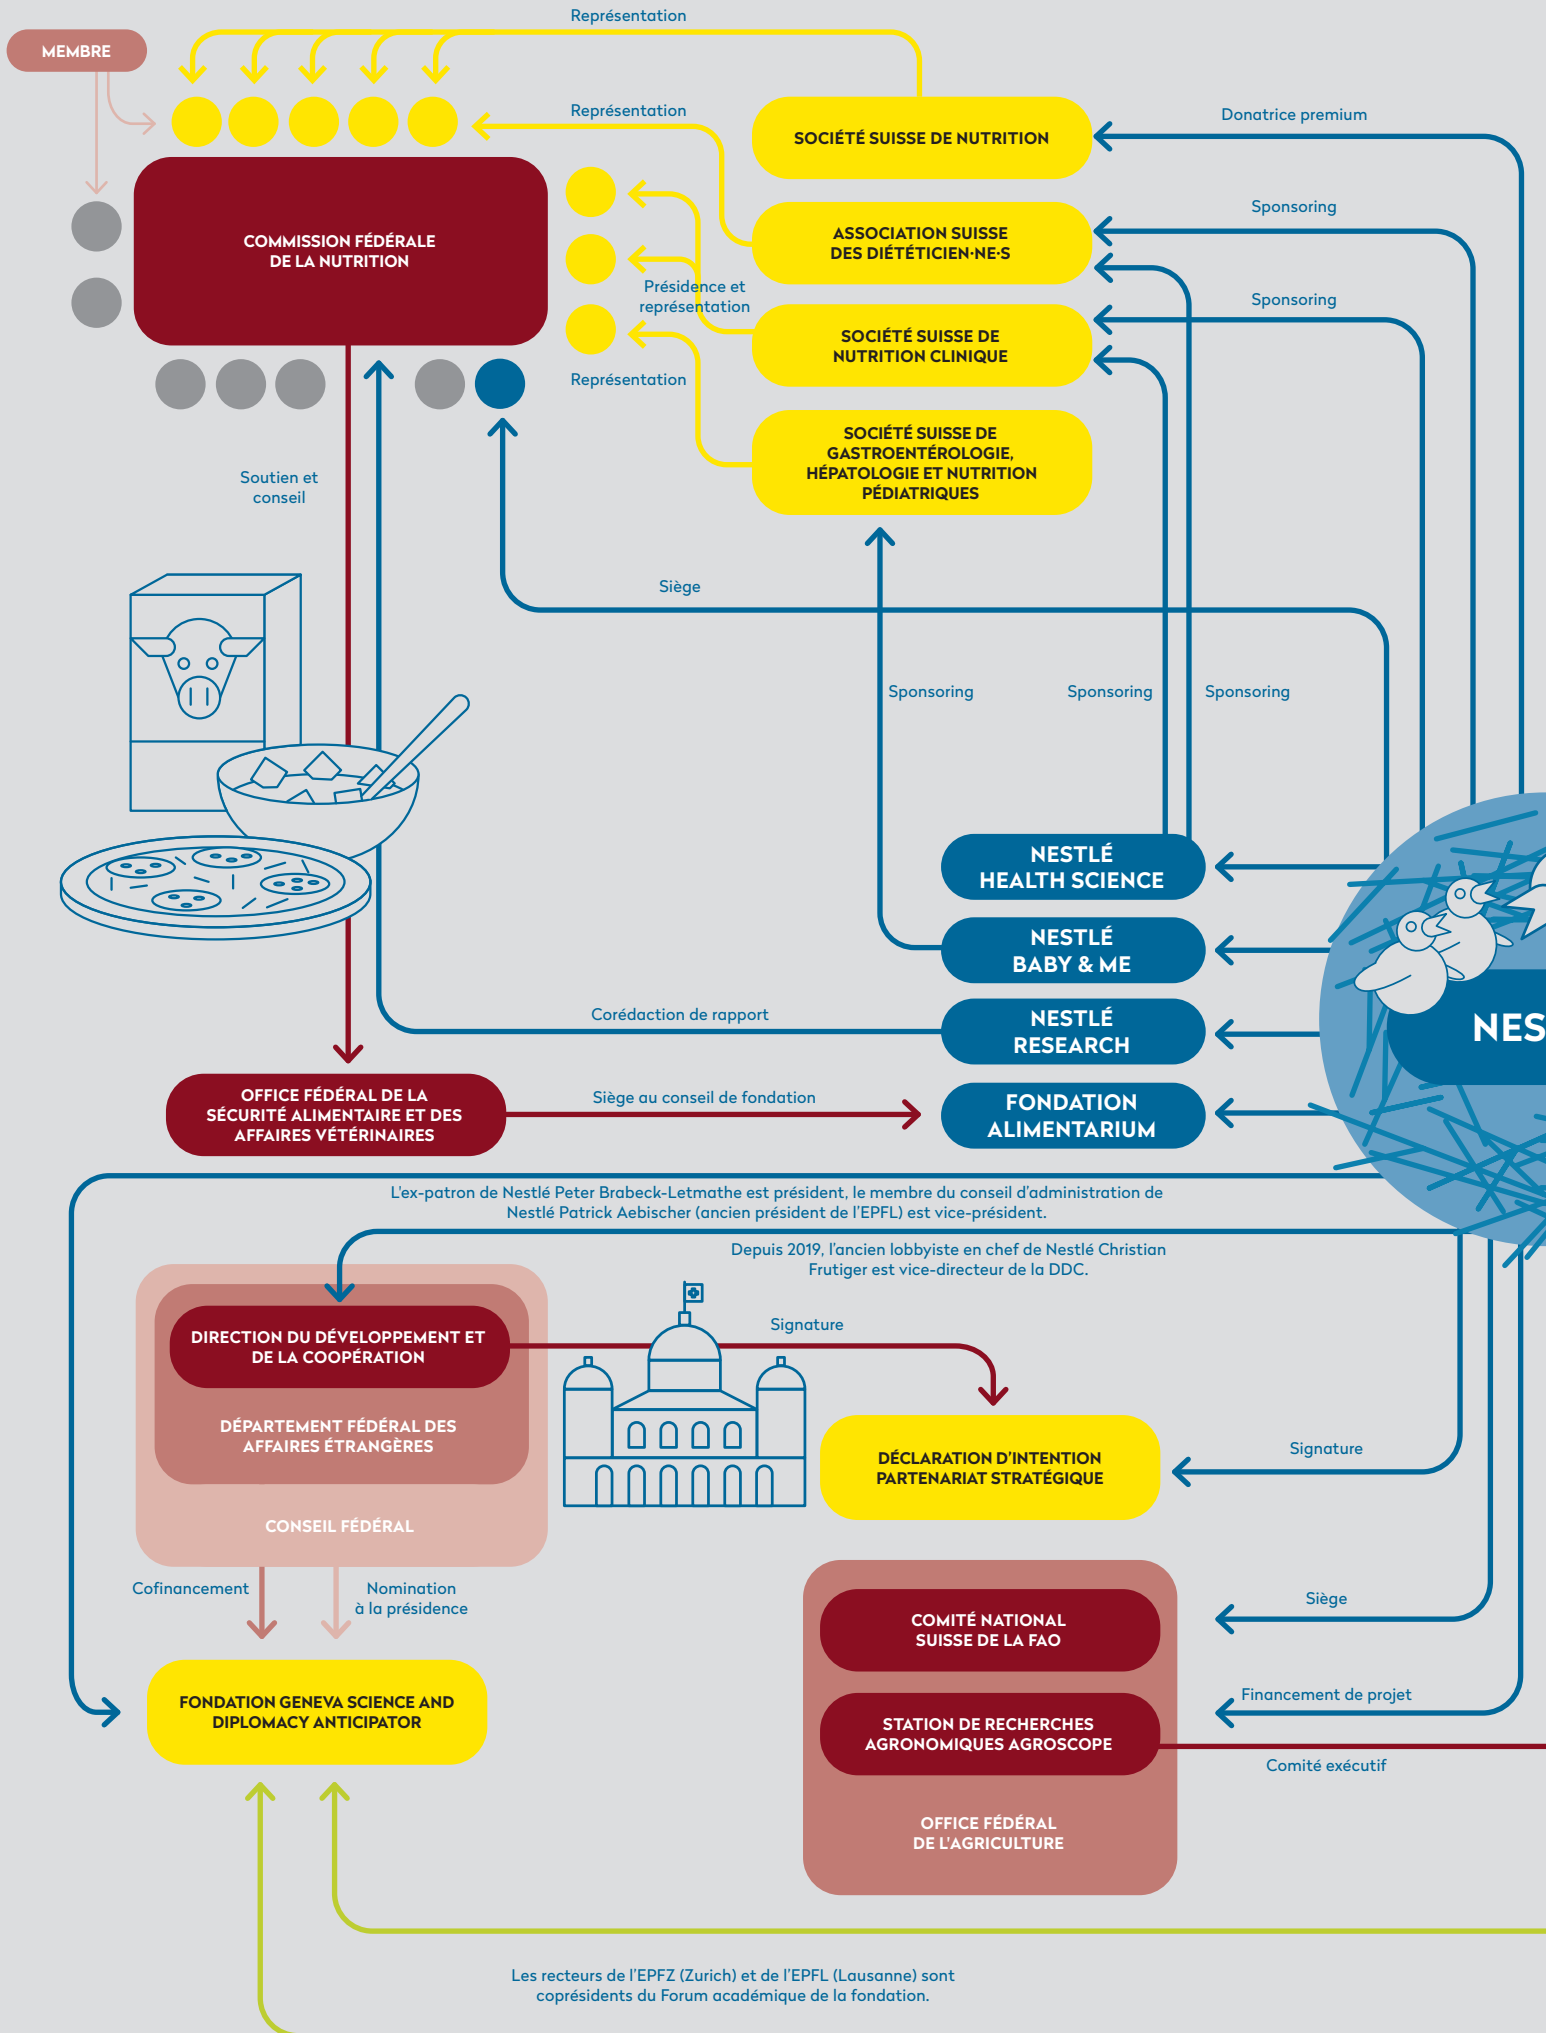 Représentation
MEMBRE
Représentation
Donatrice premium
SOCIÉTÉ SUISSE DE NUTRITION
Sponsoring
COMMISSION FÉDÉRALE
DE LA NUTRITION
ASSOCIATION SUISSE
DES DIÉTÉTICIEN·NE·S
Présidence et
représentation
Sponsoring
SOCIÉTÉ SUISSE DE
NUTRITION CLINIQUE
Représentation
SOCIÉTÉ SUISSE DE
GASTROENTÉROLOGIE,
HÉPATOLOGIE ET NUTRITION
PÉDIATRIQUES
Soutien et
conseil
Siège
Sponsoring
Sponsoring
Sponsoring
NESTLÉ
HEALTH SCIENCE
NESTLÉ
BABY & ME
Corédaction de rapport
NESTLÉ
RESEARCH
NES
OFFICE FÉDÉRAL DE LA
SÉCURITÉ ALIMENTAIRE ET DES
AFFAIRES VÉTÉRINAIRES
Siège au conseil de fondation
FONDATION
ALIMENTARIUM
L'ex-patron de Nestlé Peter Brabeck-Letmathe est président, le membre du conseil d'administration de
Nestlé Patrick Aebischer (ancien président de l'EPFL) est vice-président.
Depuis 2019, l'ancien lobbyiste en chef de Nestlé Christian
Frutiger est vice-directeur de la DDC.
DIRECTION DU DÉVELOPPEMENT ET
DE LA COOPÉRATION
Signature
DÉPARTEMENT FÉDÉRAL DES
AFFAIRES ÉTRANGÈRES
DÉCLARATION D'INTENTION
PARTENARIAT STRATÉGIQUE
Signature
CONSEIL FÉDÉRAL
Cofinancement
Nomination
à la présidence
COMITÉ NATIONAL
SUISSE DE LA FAO
Siège
FONDATION GENEVA SCIENCE AND
DIPLOMACY ANTICIPATOR
Financement de projet
STATION DE RECHERCHES
AGRONOMIQUES AGROSCOPE
Comité exécutif
OFFICE FÉDÉRAL
DE L'AGRICULTURE
Les recteurs de l'EPFZ (Zurich) et de l'EPFL (Lausanne) sont
coprésidents du Forum académique de la fondation.